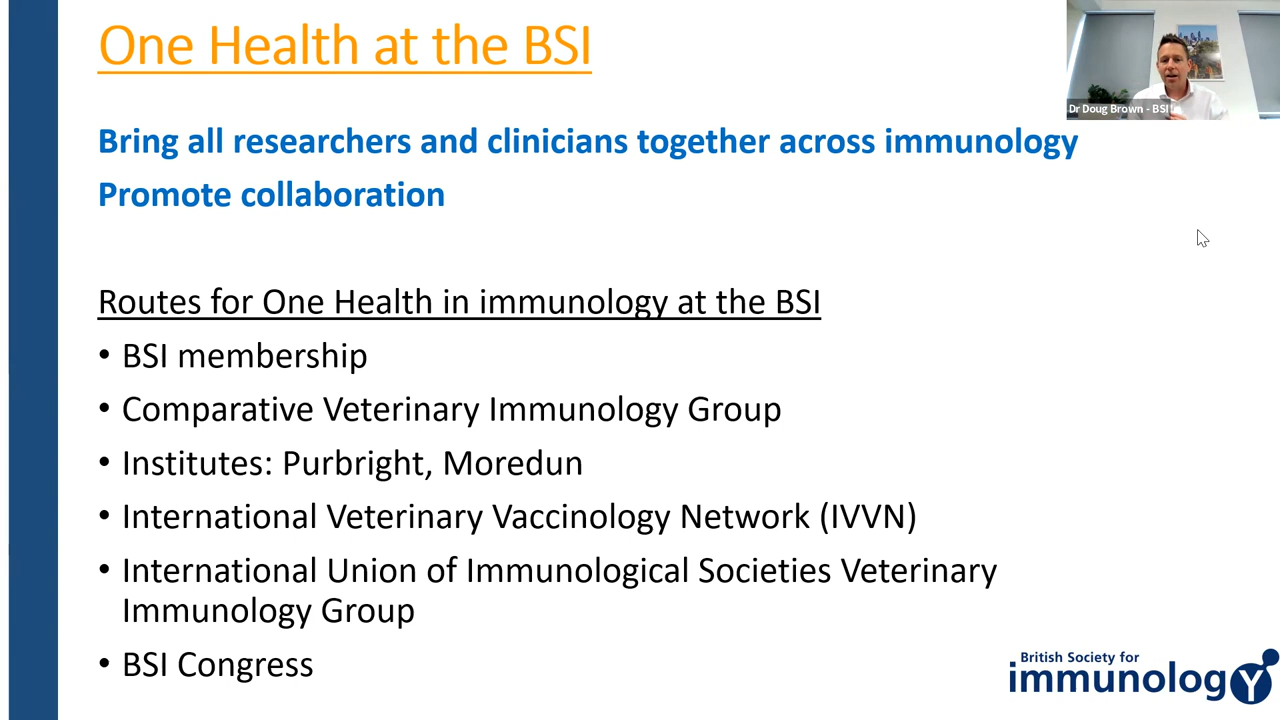 One Health at the BSI
Dr Doug Brown - BSI
Bring all researchers and clinicians together across immunology
Promote collaboration
Routes for One Health in immunology at the BSI
• BSI membership
• Comparative Veterinary Immunology Group
• Institutes: Purbright, Moredun
• International Veterinary Vaccinology Network (IVVN)
• International Union of Immunological Societies Veterinary
Immunology Group
• BSI Congress
British Society for
immunology